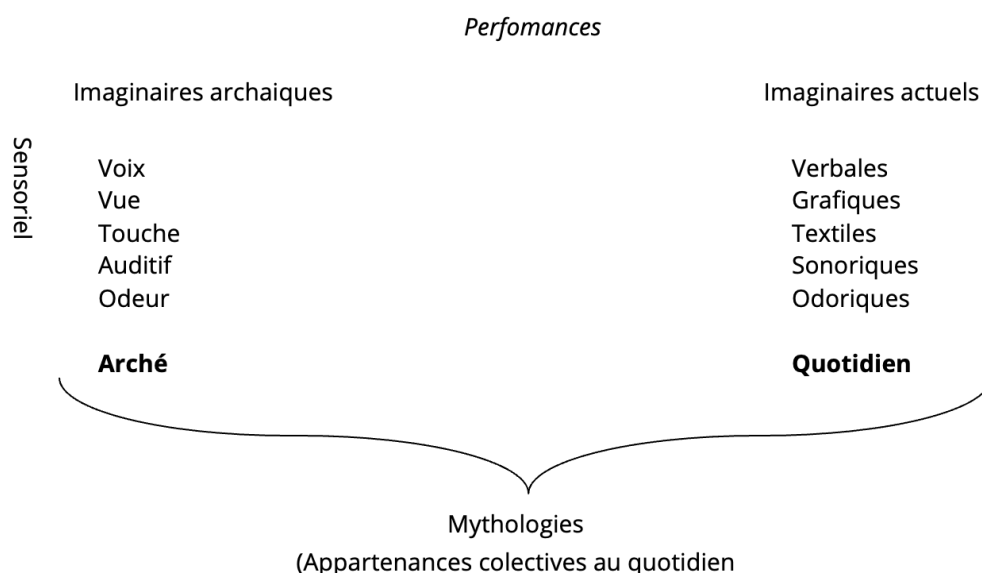 Perfomances
Imaginaires archaiques
Imaginaires actuels
Sensoriel
Voix
Verbales
Vue
Grafiques
Touche
Textiles
Auditif
Sonoriques
Odeur
Odoriques
Arché
Quotidien
Mythologies
(Appartenances colectives au quotidien